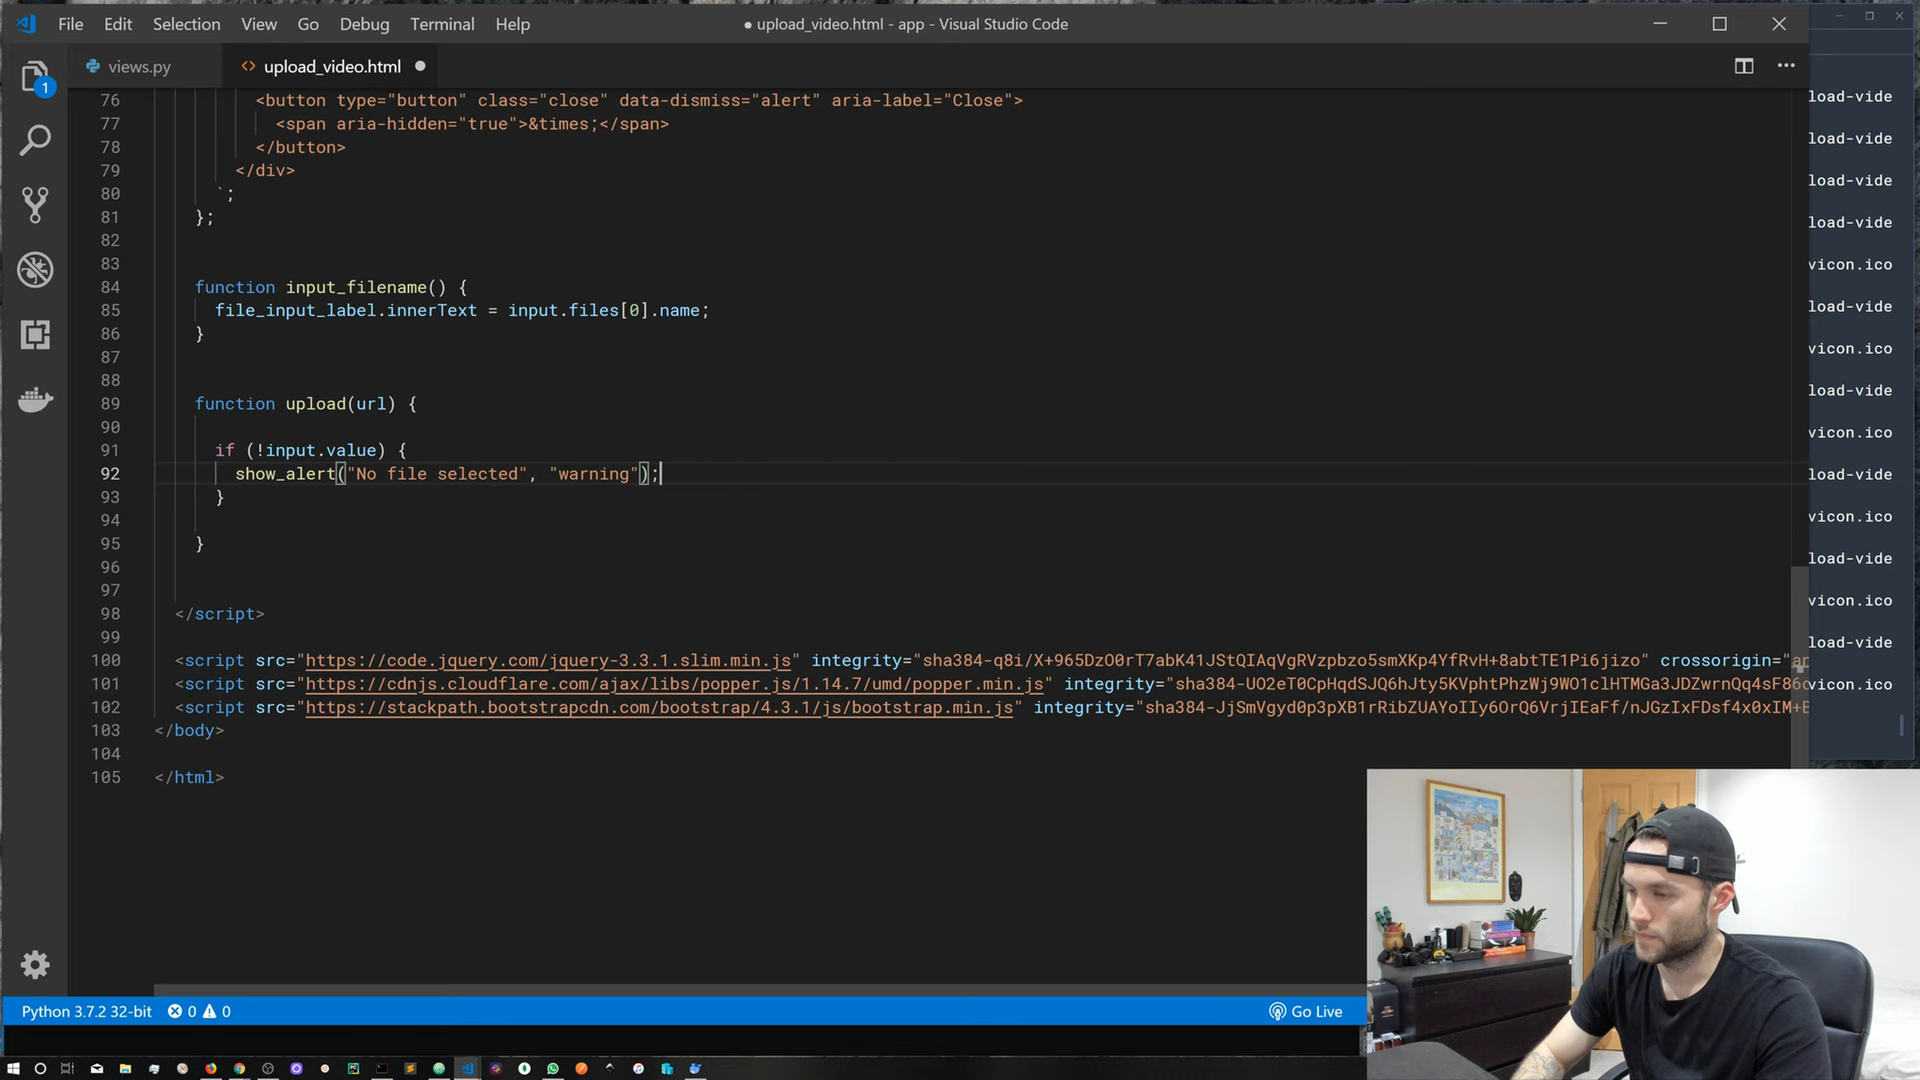 File Edit Selection View Go Debug Terminal Help
● upload_video.html - app - Visual Studio Code
views.py
<> upload_video.html
1
76 <button type="button" class="close" data-dismiss="alert" aria-label="Close">
77 <span aria-hidden="true">&times;</span>
78 </button>
79 </div>
80 `;
81 };
82
83
84 function input_filename() {
85 file_input_label.innerText = input.files[0].name;
86 }
87
88
89 function upload(url) {
90
91 if (!input.value) {
92 show_alert("No file selected", "warning");
93 }
94
95 }
96
97
98 </script>
99
100 <script src="https://code.jquery.com/jquery-3.3.1.slim.min.js" integrity="sha384-q8i/X+965DzO0rT7abK41JStQIAqVgRVzpbzo5smXKp4YfRvH+8abtTE1Pi6jizo" crossorigin="an
101 <script src="https://cdnjs.cloudflare.com/ajax/libs/popper.js/1.14.7/umd/popper.min.js" integrity="sha384-UO2eT0CpHqdSJQ6hJty5KVphtPhzWj9WO1clHTMGa3JDZwrnQq4sF86d
102 <script src="https://stackpath.bootstrapcdn.com/bootstrap/4.3.1/js/bootstrap.min.js" integrity="sha384-JjSmVgyd0p3pXB1rRibZUAYoIIy6OrQ6VrjIEaFf/nJGzIxFDsf4x0xIM+B
103 </body>
104
105 </html>
load-vide
load-vide
load-vide
load-vide
vicon.ico
load-vide
vicon.ico
load-vide
vicon.ico
load-vide
vicon.ico
load-vide
vicon.ico
load-vide
vicon.ico
Python 3.7.2 32-bit 0 0
Go Live